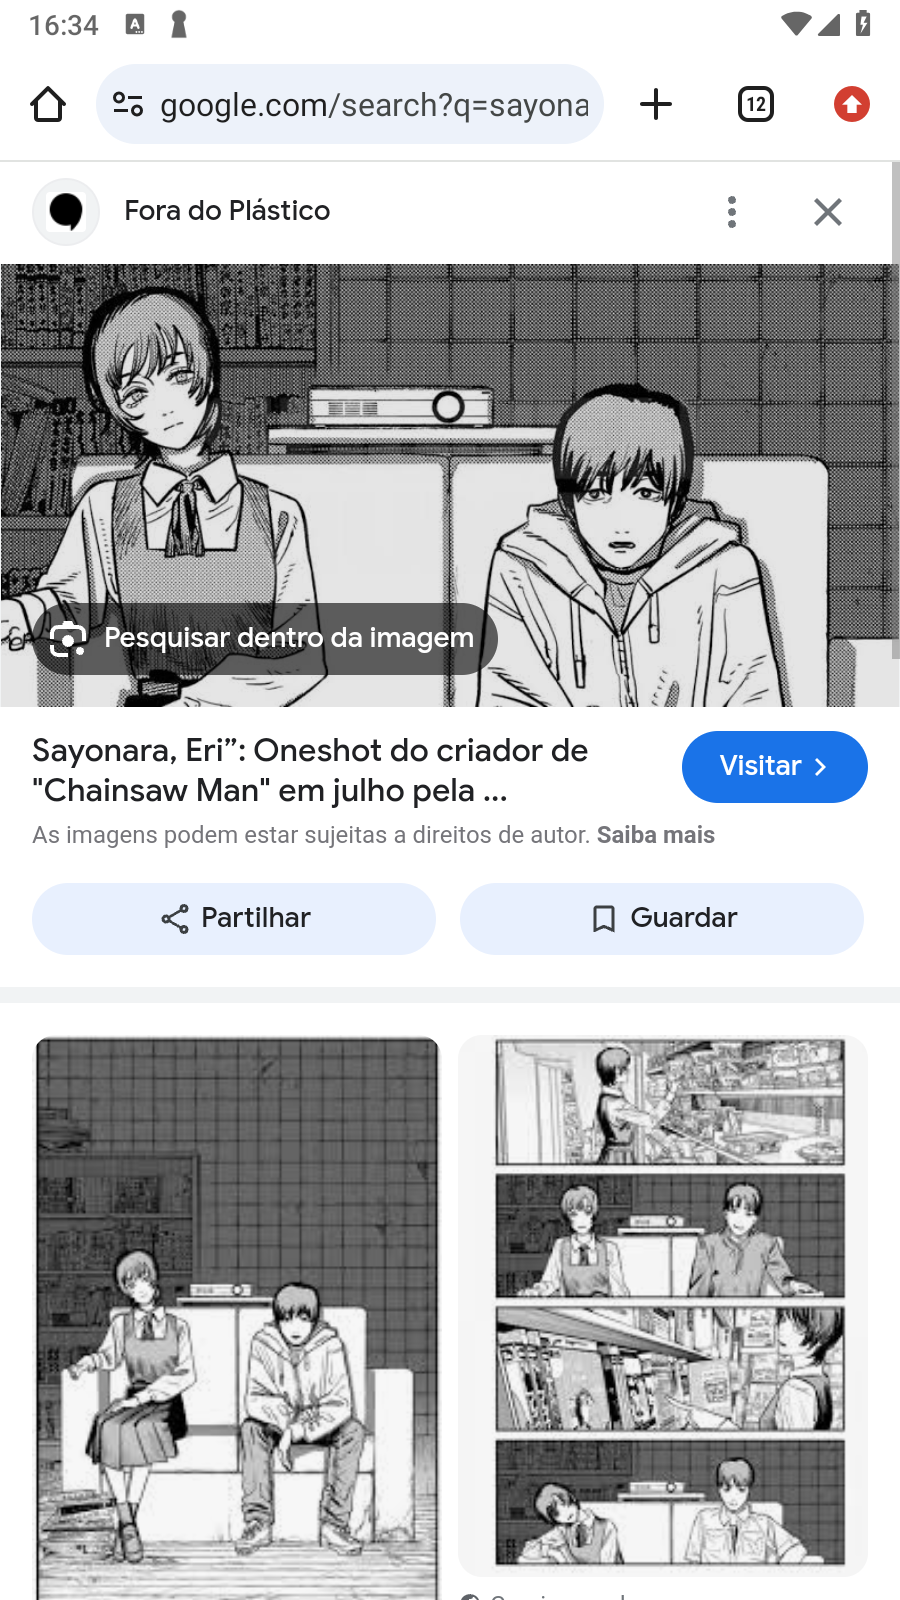 16:34
A
google.com/search?q=sayona
12
Fora do Plástico
Pesquisar dentro da imagem
Sayonara, Eri”: Oneshot do criador de
"Chainsaw Man" em julho pela ...
Visitar
As imagens podem estar sujeitas a direitos de autor. Saiba mais
Partilhar
Guardar